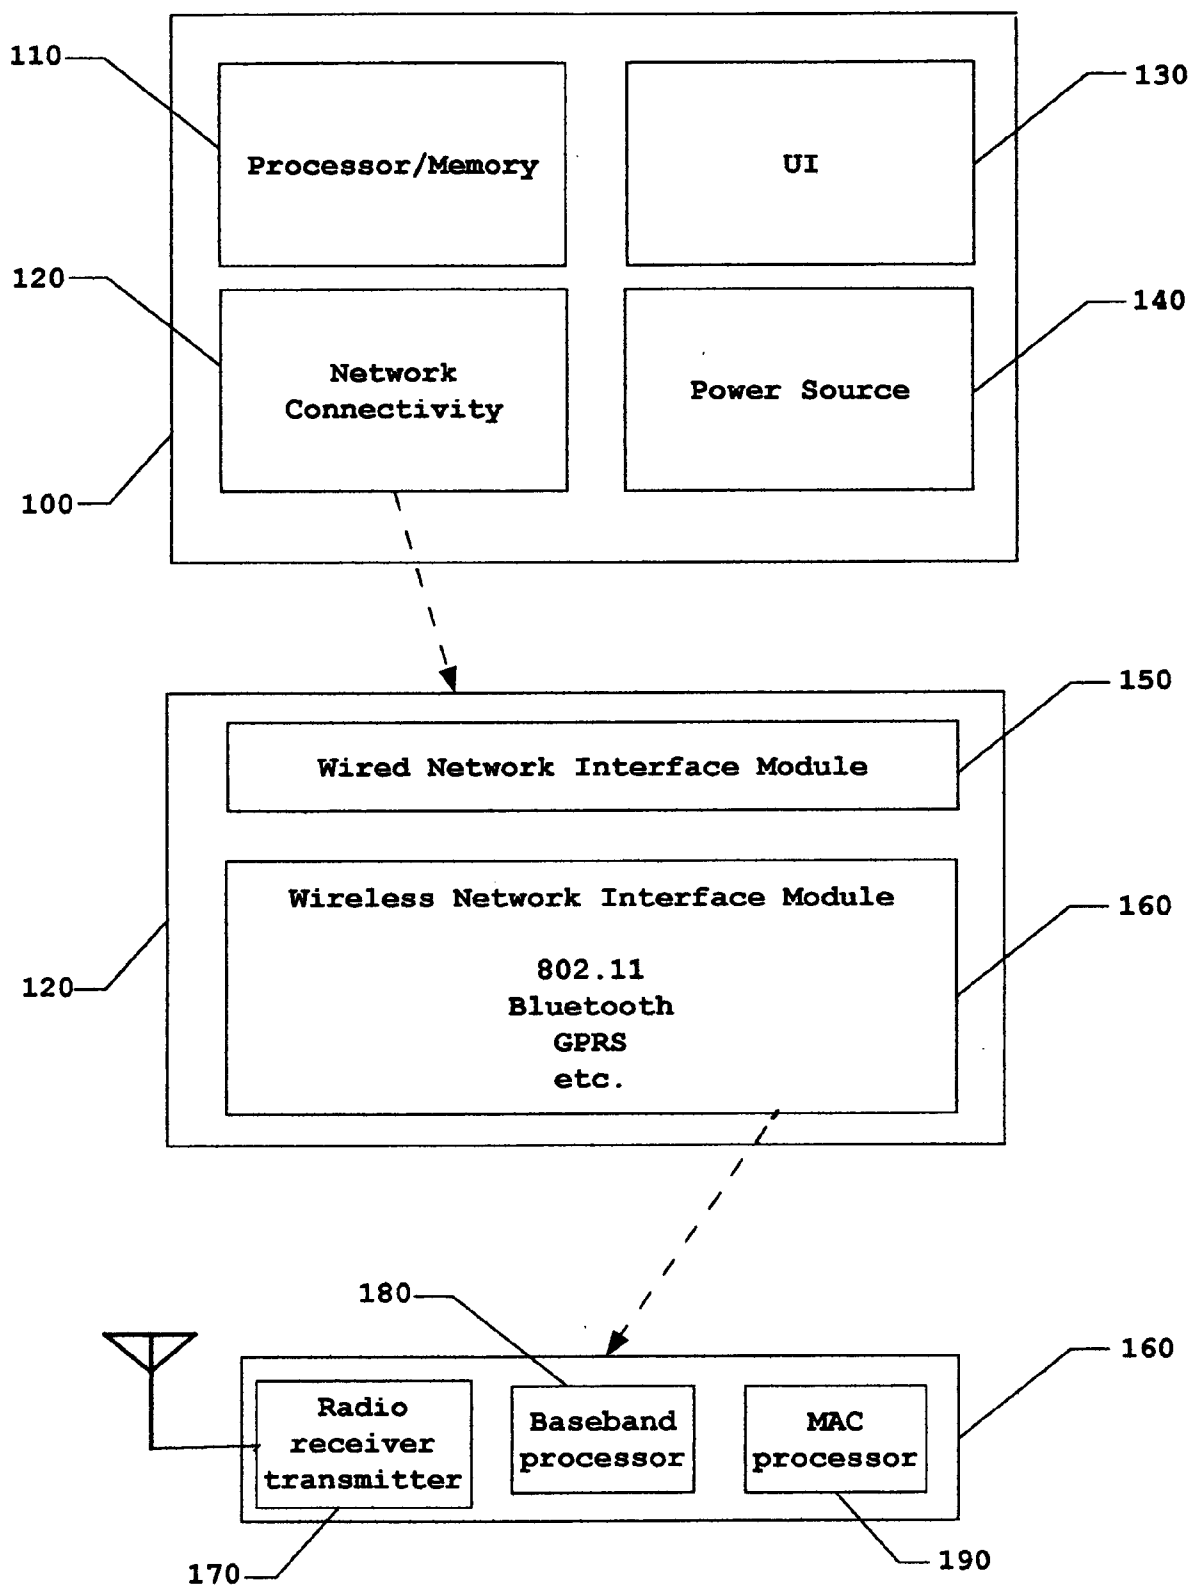 110
130
Processor/Memory
UI
120
140
Network
Connectivity
Power Source
100
150
Wired Network Interface Module
Wireless Network Interface Module
160
802.11
Bluetooth
GPRS
etc.
120
180
160
Radio
receiver
transmitter
Baseband
processor
MAC
processor
170
190